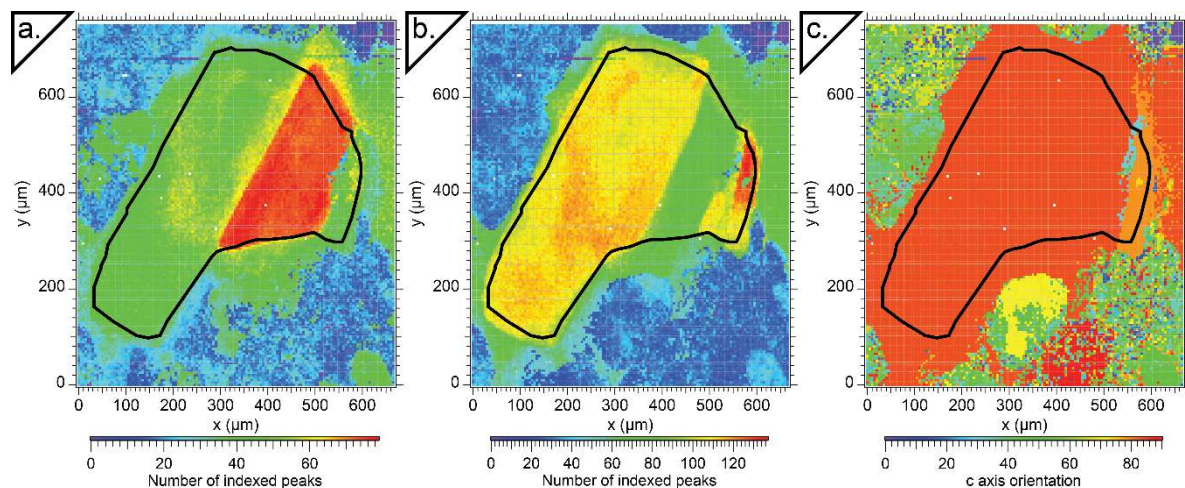 a. b. c.
600 600 600
y (µm) y (µm) y (µm)
400 400 400
200 200 200
0 0 0
0 100 200 300 400 500 600 0 100 200 300 400 500 600 0 100 200 300 400 500 600
x (µm) x (µm) x (µm)
0 20 40 60 0 20 40 60 80 100 120 0 20 40 60 80
Number of indexed peaks Number of indexed peaks c axis orientation